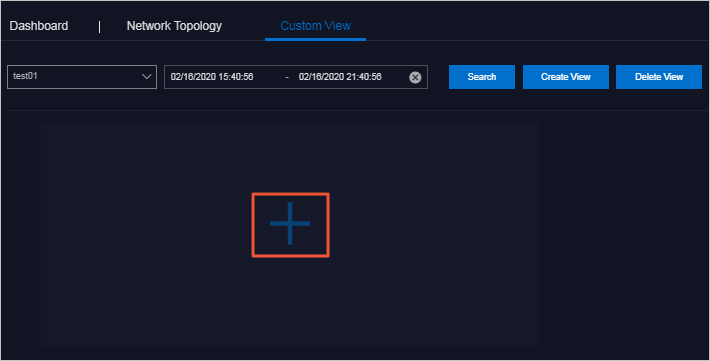 Dashboard | Network Topology Custom View
test01 02/16/2020 15:40:56 - 02/16/2020 21:40:56 Search Create View Delete View